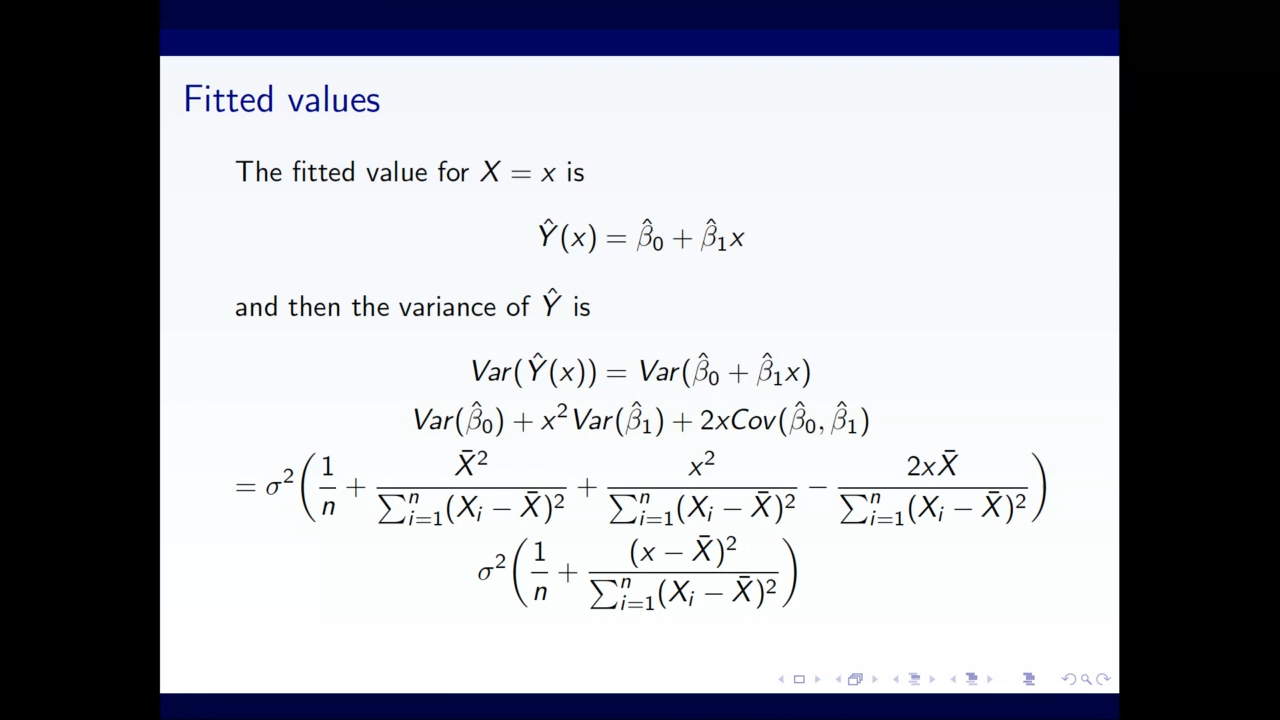 Fitted values
The fitted value for X = x is
Ŷ(x) = β̂₀ + β̂₁x
and then the variance of Ŷ is
Var(Ŷ(x)) = Var(β̂₀ + β̂₁x)
Var(β̂₀) + x²Var(β̂₁) + 2xCov(β̂₀, β̂₁)
= σ²(1/n + X̄²/∑ⁿᵢ₌₁(Xᵢ − X̄)² + x²/∑ⁿᵢ₌₁(Xᵢ − X̄)² − 2xX̄/∑ⁿᵢ₌₁(Xᵢ − X̄)²)
σ²(1/n + (x − X̄)²/∑ⁿᵢ₌₁(Xᵢ − X̄)²)